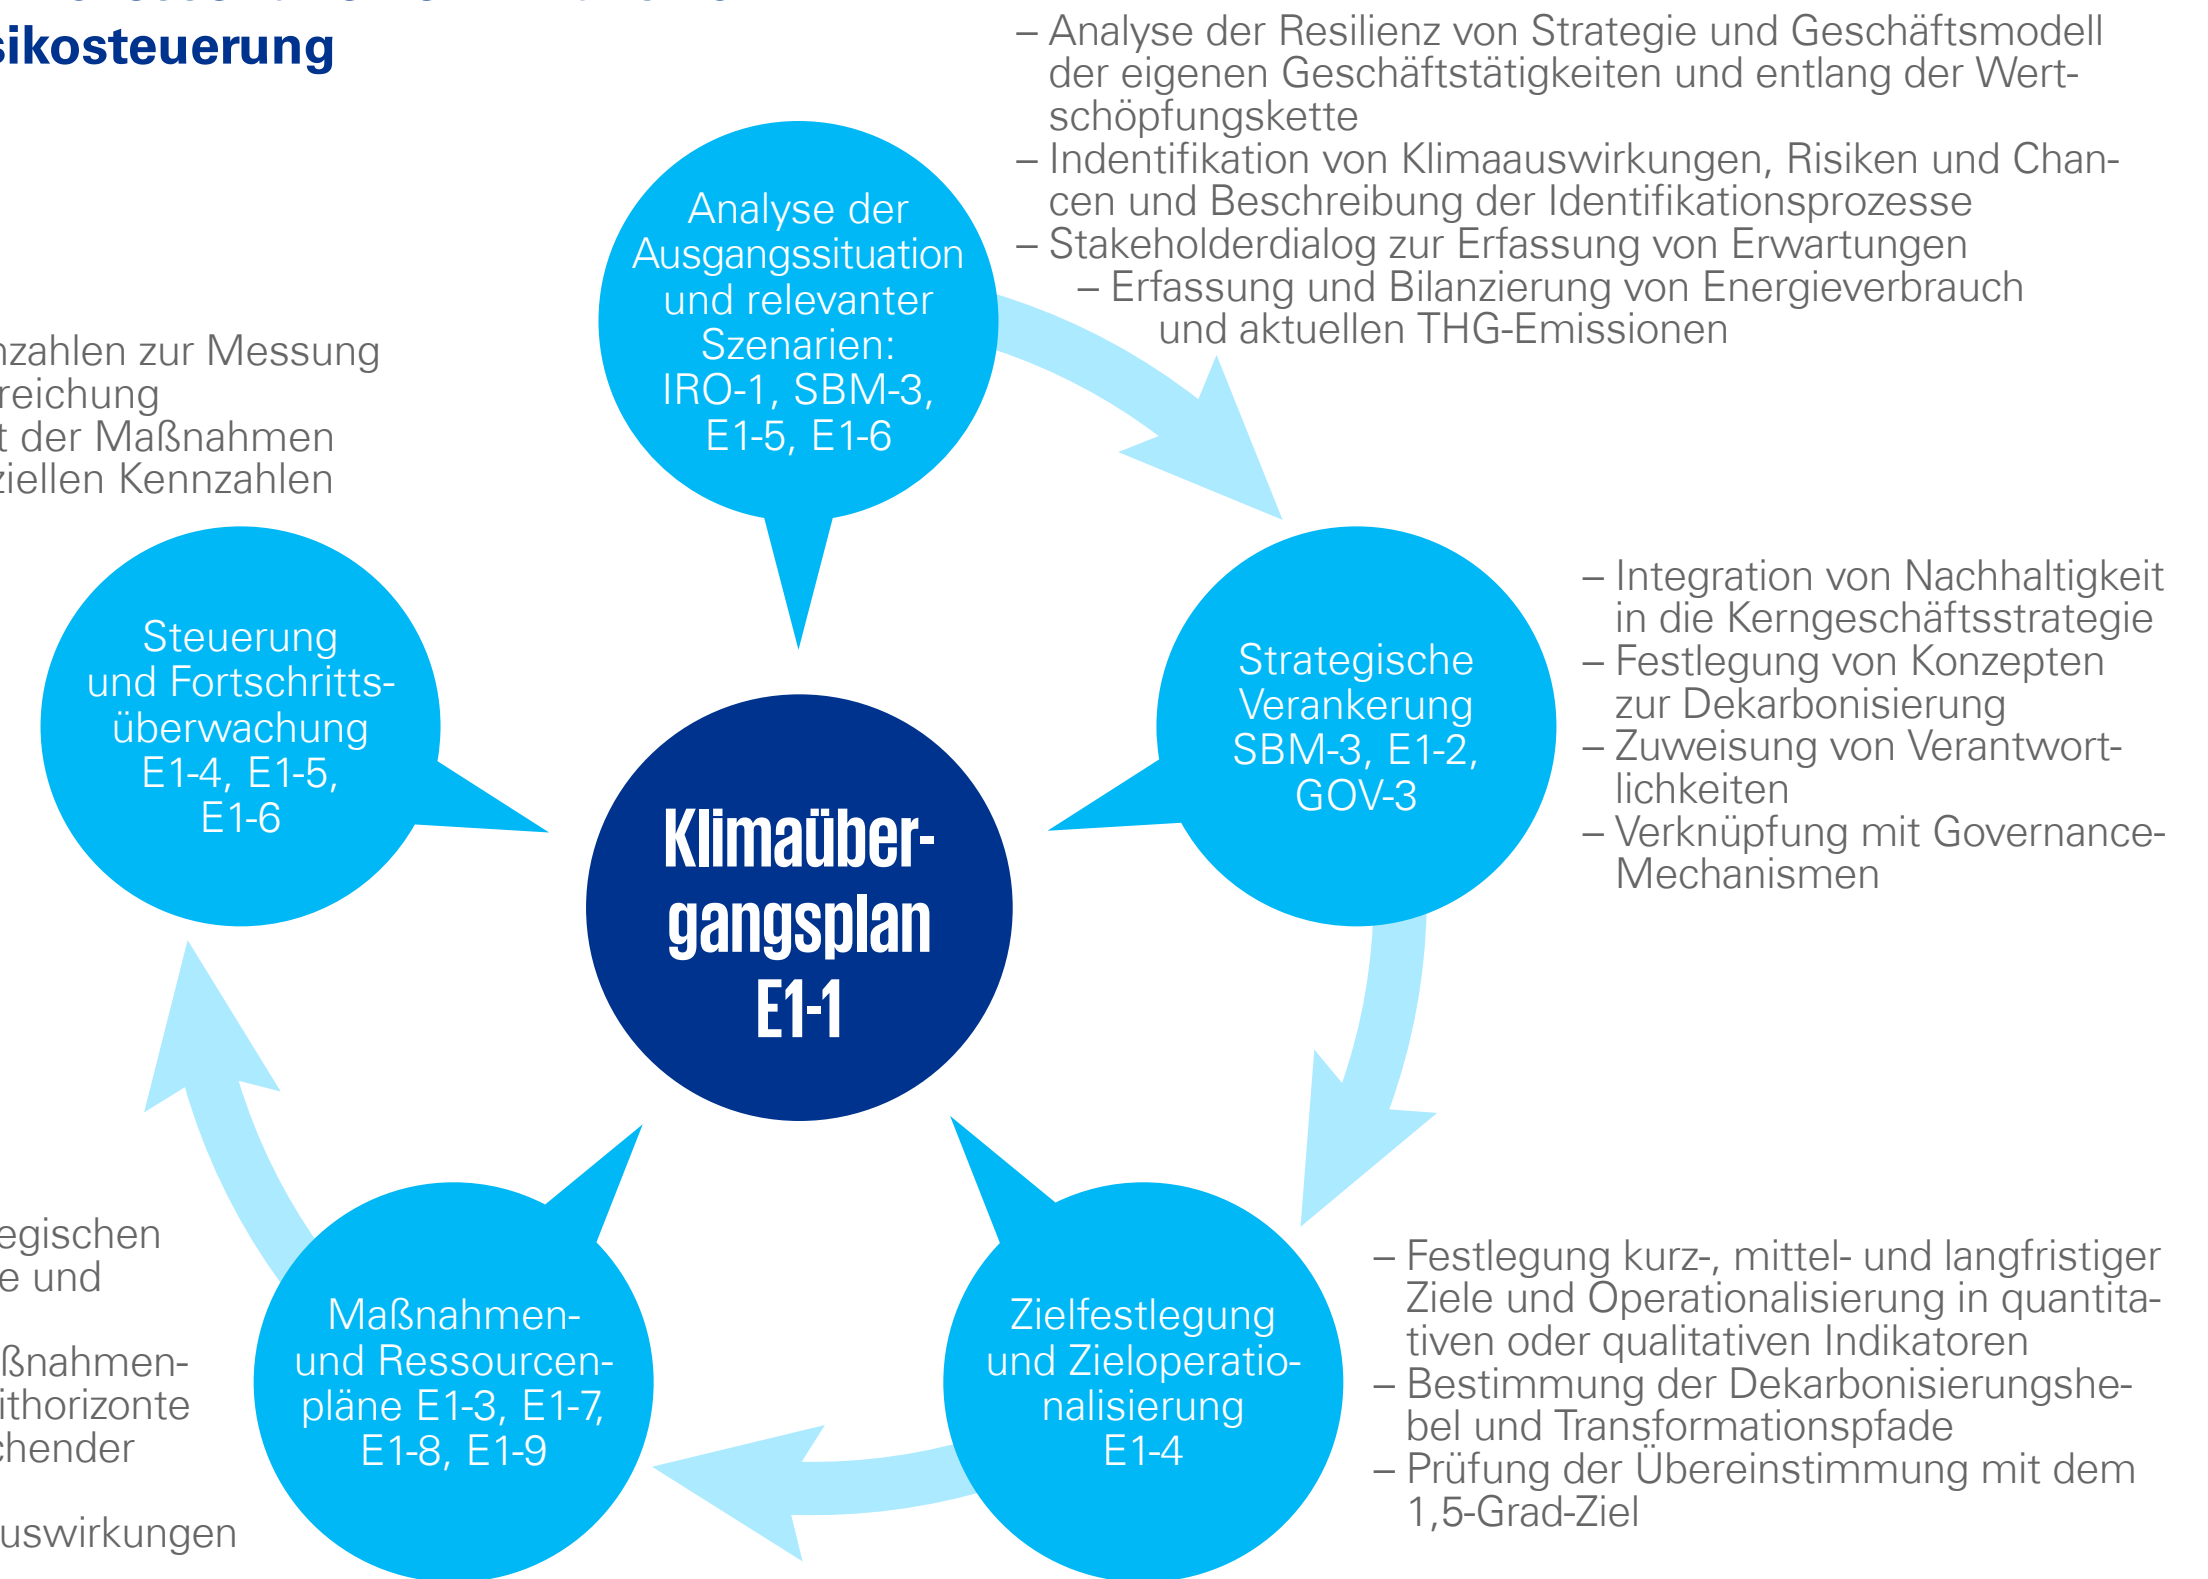 sikosteuerung
– Analyse der Resilienz von Strategie und Geschäftsmodell
der eigenen Geschäftstätigkeiten und entlang der Wert-
schöpfungskette
– Indentifikation von Klimaauswirkungen, Risiken und Chan-
cen und Beschreibung der Identifikationsprozesse
– Stakeholderdialog zur Erfassung von Erwartungen
– Erfassung und Bilanzierung von Energieverbrauch
und aktuellen THG-Emissionen
Analyse der
Ausgangssituation
und relevanter
Szenarien:
IRO-1, SBM-3,
E1-5, E1-6
nzahlen zur Messung
reichung
t der Maßnahmen
ziellen Kennzahlen
Steuerung
und Fortschritts-
überwachung
E1-4, E1-5,
E1-6
Strategische
Verankerung
SBM-3, E1-2,
GOV-3
– Integration von Nachhaltigkeit
in die Kerngeschäftsstrategie
– Festlegung von Konzepten
zur Dekarbonisierung
– Zuweisung von Verantwort-
lichkeiten
– Verknüpfung mit Governance-
Mechanismen
Klimaüber-
gangsplan
E1-1
egischen
e und
ßnahmen-
ithorizonte
chender
uswirkungen
Maßnahmen-
und Ressourcen-
pläne E1-3, E1-7,
E1-8, E1-9
Zielfestlegung
und Zieloperatio-
nalisierung
E1-4
– Festlegung kurz-, mittel- und langfristiger
Ziele und Operationalisierung in quantita-
tiven oder qualitativen Indikatoren
– Bestimmung der Dekarbonisierungshe-
bel und Transformationspfade
– Prüfung der Übereinstimmung mit dem
1,5-Grad-Ziel